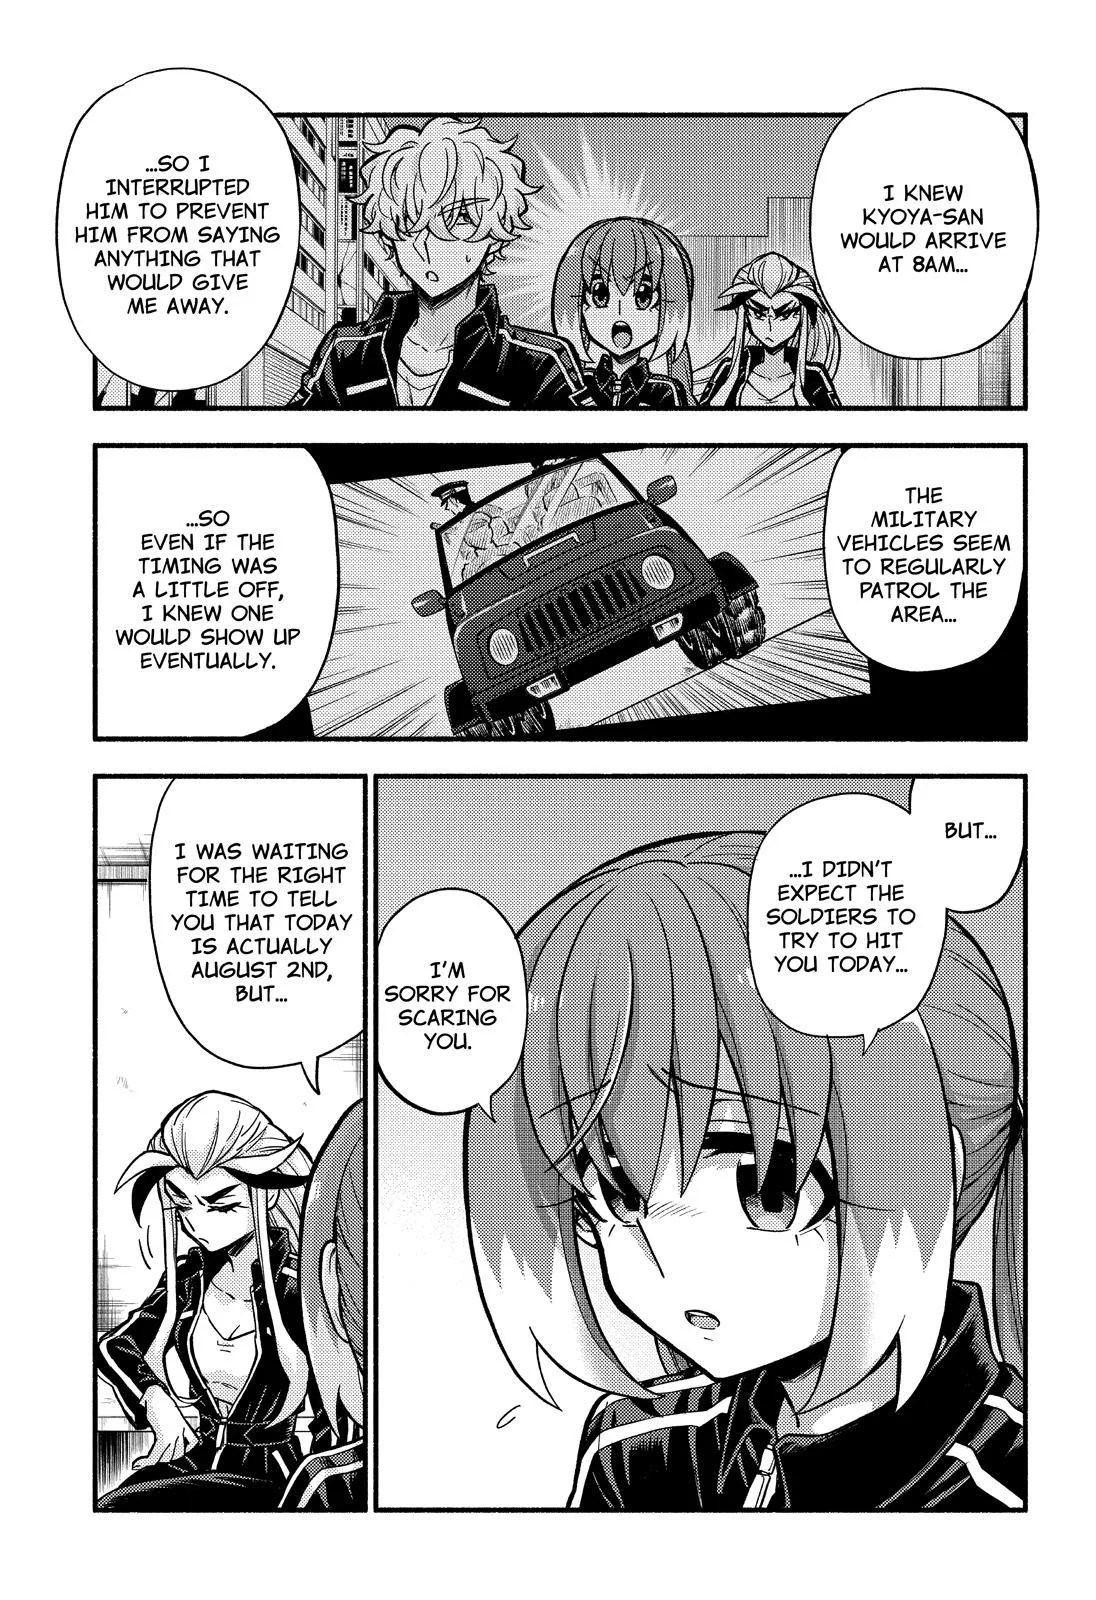 I KNEW
KYOYA-SAN
WOULD ARRIVE
AT 8AM...
...SO I
INTERRUPTED
HIM TO PREVENT
HIM FROM SAYING
ANYTHING THAT
WOULD GIVE
ME AWAY.
THE
MILITARY
VEHICLES SEEM
TO REGULARLY
PATROL THE
AREA...
...SO
EVEN IF THE
TIMING WAS
A LITTLE OFF,
I KNEW ONE
WOULD SHOW UP
EVENTUALLY.
BUT...
...I DIDN'T
EXPECT THE
SOLDIERS TO
TRY TO HIT
YOU TODAY...
I'M
SORRY FOR
SCARING
YOU.
I WAS WAITING
FOR THE RIGHT
TIME TO TELL
YOU THAT TODAY
IS ACTUALLY
AUGUST 2ND,
BUT...